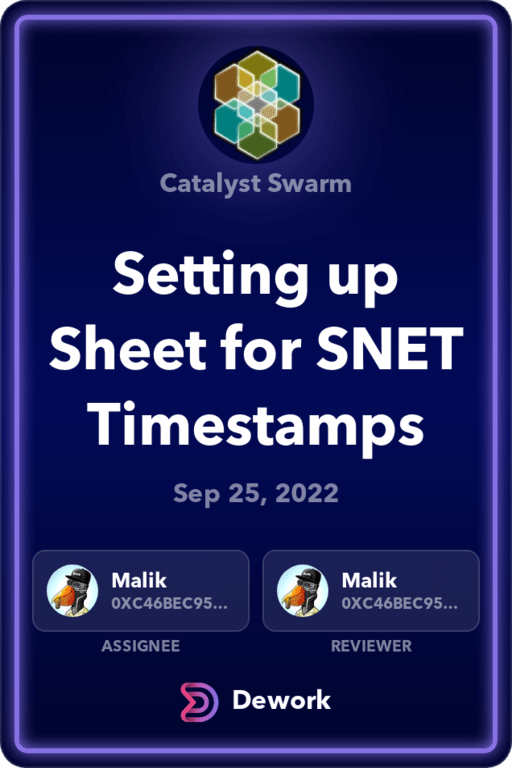 Catalyst Swarm
Setting up
Sheet for SNET
Timestamps
Sep 25, 2022
Malik
0XC46BEC95...
ASSIGNEE
Malik
0XC46BEC95...
REVIEWER
Dework